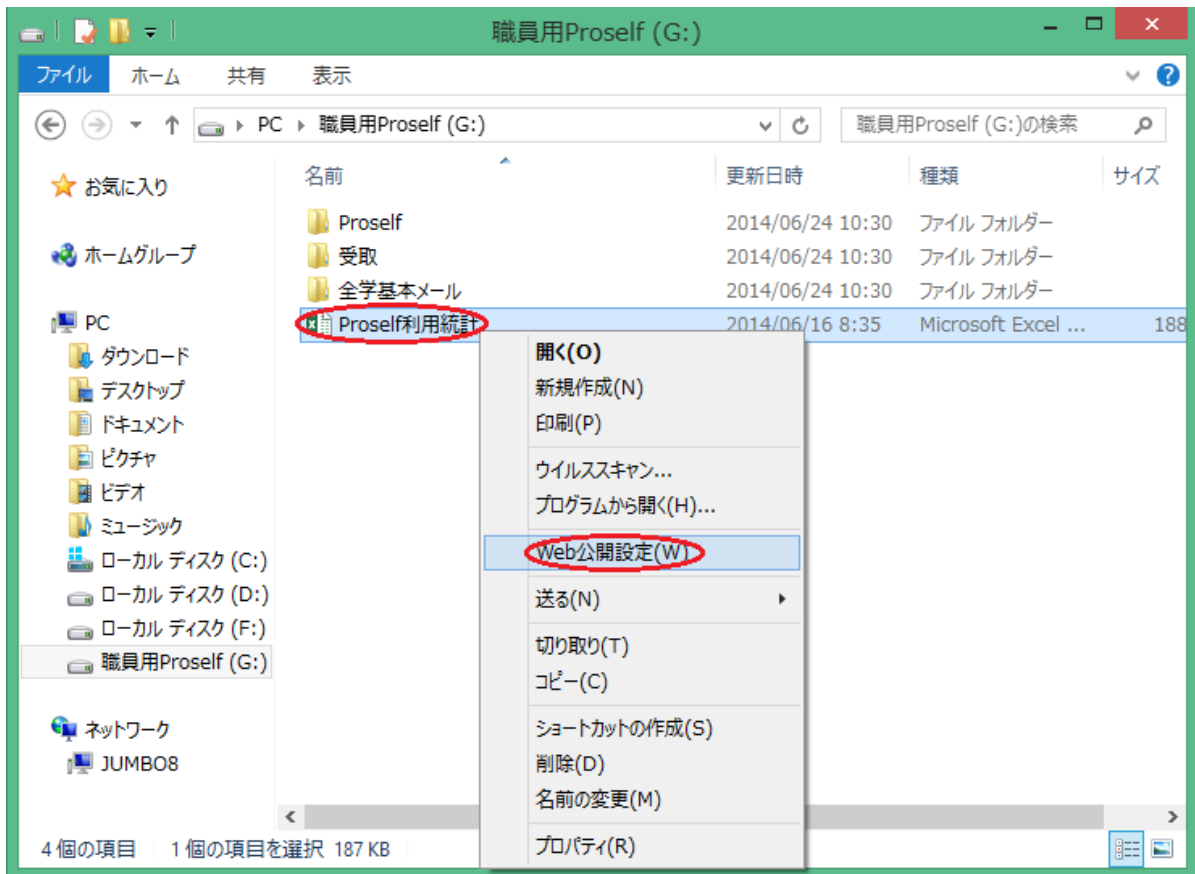 職員用Proself (G:)
ファイル ホーム 共有 表示
PC 職員用Proself (G:) 職員用Proself (G:)の検索
お気に入り
ホームグループ
PC
ダウンロード
デスクトップ
ドキュメント
ピクチャ
ビデオ
ミュージック
ローカル ディスク (C:)
ローカル ディスク (D:)
ローカル ディスク (F:)
職員用Proself (G:)
ネットワーク
JUMBO8
名前 更新日時 種類 サイズ
Proself 2014/06/24 10:30 ファイル フォルダー
受取 2014/06/24 10:30 ファイル フォルダー
全学基本メール 2014/06/24 10:30 ファイル フォルダー
Proself利用統計 2014/06/16 8:35 Microsoft Excel ... 188
開く(O)
新規作成(N)
印刷(P)
ウイルススキャン...
プログラムから開く(H)...
Web公開設定(W)
送る(N)
切り取り(T)
コピー(C)
ショートカットの作成(S)
削除(D)
名前の変更(M)
プロパティ(R)
4 個の項目 1 個の項目を選択 187 KB